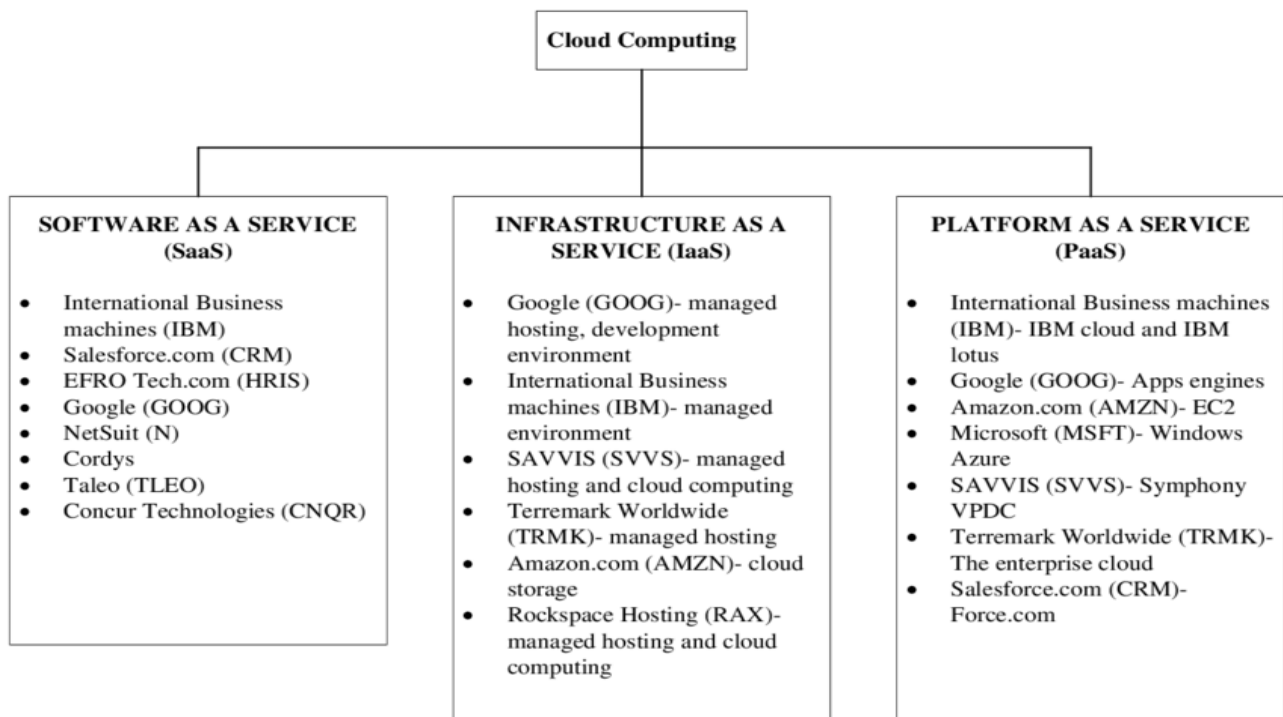 Cloud Computing
SOFTWARE AS A SERVICE
(SaaS)
• International Business
machines (IBM)
• Salesforce.com (CRM)
• EFRO Tech.com (HRIS)
• Google (GOOG)
• NetSuit (N)
• Cordys
• Taleo (TLEO)
• Concur Technologies (CNQR)
INFRASTRUCTURE AS A
SERVICE (IaaS)
• Google (GOOG)- managed
hosting, development
environment
• International Business
machines (IBM)- managed
environment
• SAVVIS (SVVS)- managed
hosting and cloud computing
• Terremark Worldwide
(TRMK)- managed hosting
• Amazon.com (AMZN)- cloud
storage
• Rockspace Hosting (RAX)-
managed hosting and cloud
computing
PLATFORM AS A SERVICE
(PaaS)
• International Business machines
(IBM)- IBM cloud and IBM
lotus
• Google (GOOG)- Apps engines
• Amazon.com (AMZN)- EC2
• Microsoft (MSFT)- Windows
Azure
• SAVVIS (SVVS)- Symphony
VPDC
• Terremark Worldwide (TRMK)-
The enterprise cloud
• Salesforce.com (CRM)-
Force.com